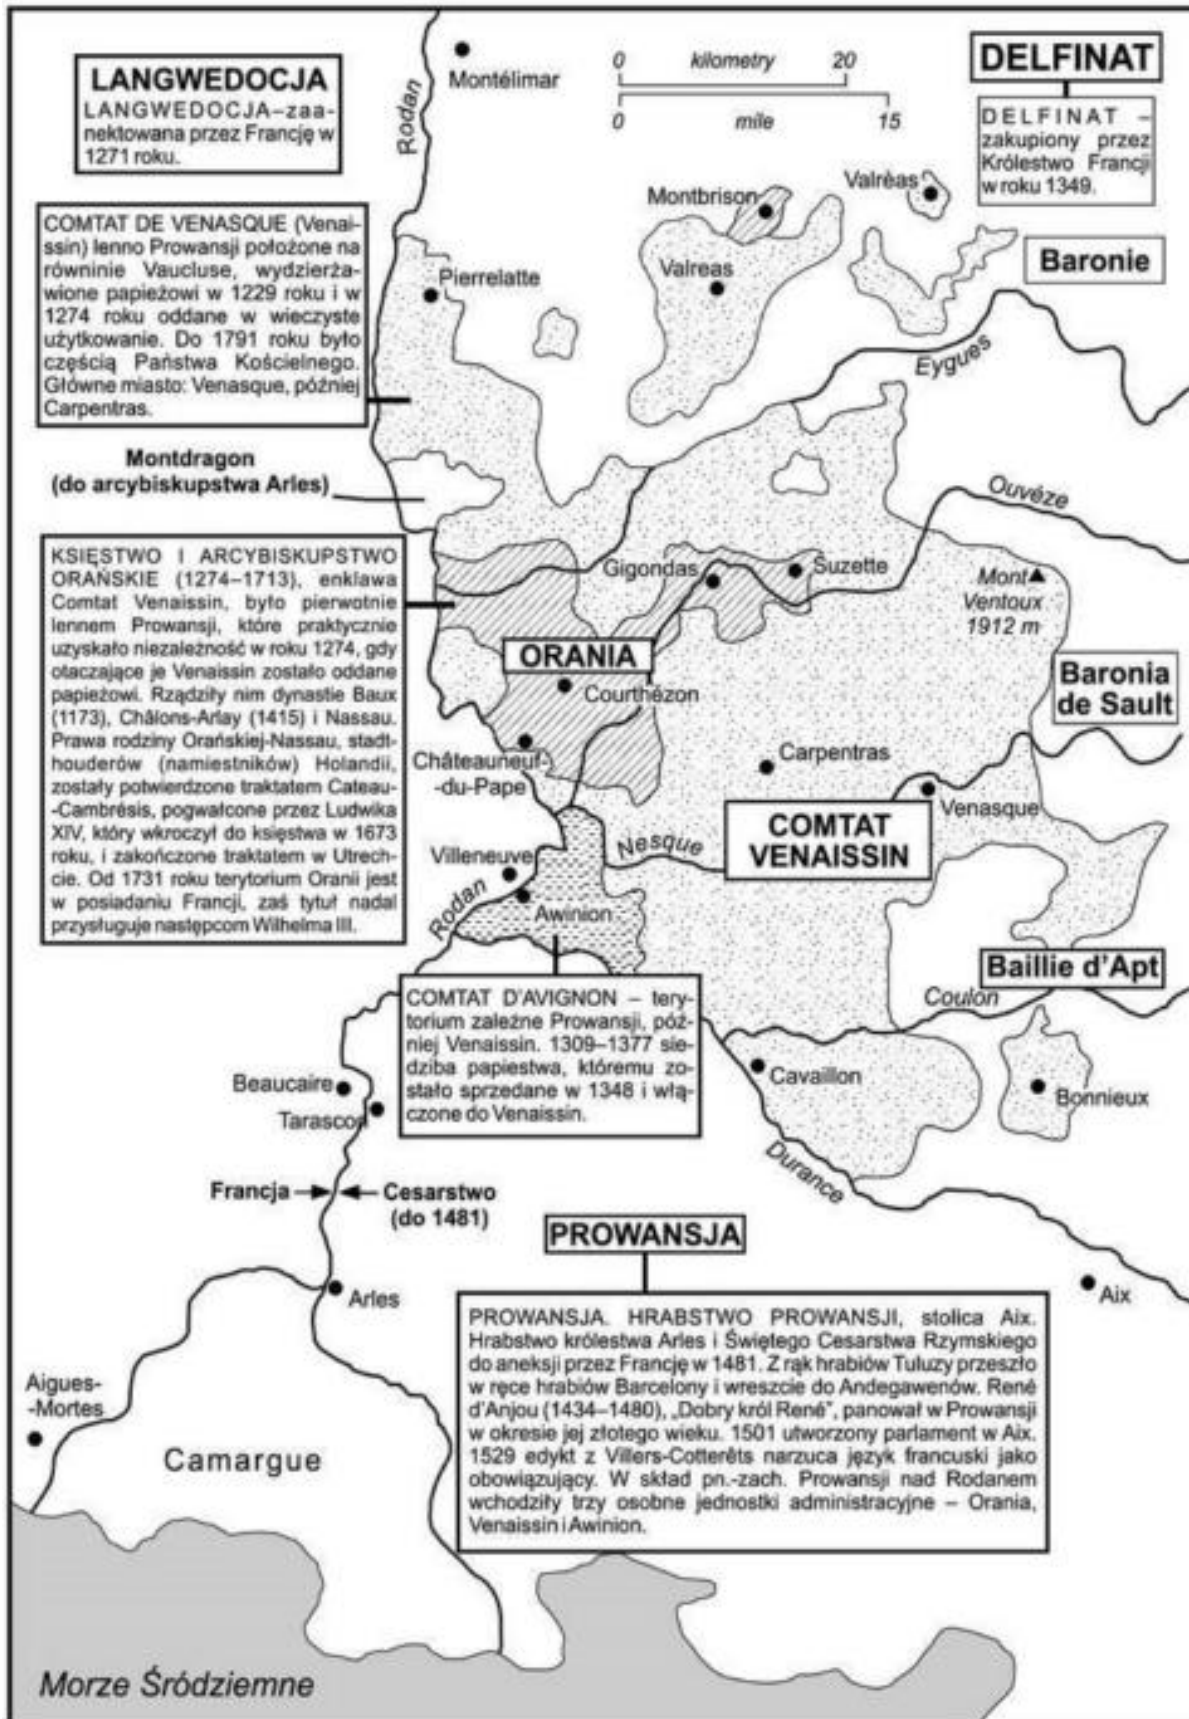 Montélimar
Rodan
0 kilometry 20
0 mile 15
DELFINAT
DELFINAT –
zakupiony przez
Królestwo Francji
w roku 1349.
LANGWEDOCJA
LANGWEDOCJA–zaa-
nektowana przez Francję w
1271 roku.
COMTAT DE VENASQUE (Venai-
ssin) lenno Prowansji położone na
równinie Vaucluse, wydzierża-
wione papieżowi w 1229 roku i w
1274 roku oddane w wieczyste
użytkowanie. Do 1791 roku było
częścią Państwa Kościelnego.
Główne miasto: Venasque, później
Carpentras.
Montbrison
Valrèas
Baronie
Pierrelatte
Valreas
Eygues
Montdragon
(do arcybiskupstwa Arles)
Ouvéze
KSIĘSTWO I ARCYBISKUPSTWO
ORAŃSKIE (1274–1713), enklawa
Comtat Venaissin, było pierwotnie
lennem Prowansji, które praktycznie
uzyskało niezależność w roku 1274, gdy
otaczające je Venaissin zostało oddane
papieżowi. Rządziły nim dynastie Baux
(1173), Châlons-Arlay (1415) i Nassau.
Prawa rodziny Orańskiej-Nassau, stadt-
houderów (namiestników) Holandii,
zostały potwierdzone traktatem Cateau-
-Cambrésis, pogwałcone przez Ludwika
XIV, który wkroczył do księstwa w 1673
roku, i zakończone traktatem w Utrech-
cie. Od 1731 roku terytorium Oranii jest
w posiadaniu Francji, zaś tytuł nadal
przysługuje następcom Wilhelma III.
Gigondas
Suzette
Mont
Ventoux
1912 m
ORANIA
Courthézon
Baronia
de Sault
Châteauneuf-
-du-Pape
Carpentras
Venasque
COMTAT
VENAISSIN
Nesque
Villeneuve
Rodan
Awinion
Baillie d'Apt
Coulon
COMTAT D'AVIGNON – tery-
torium zależne Prowansji, póź-
niej Venaissin. 1309–1377 sie-
dziba papiestwa, któremu zo-
stało sprzedane w 1348 i włą-
czone do Venaissin.
Cavaillon
Bonnieux
Beaucaire
Tarascon
Durance
Francja
Cesarstwo
(do 1481)
PROWANSJA
Arles
Aix
PROWANSJA. HRABSTWO PROWANSJI, stolica Aix.
Hrabstwo królestwa Arles i Świętego Cesarstwa Rzymskiego
do aneksji przez Francję w 1481. Z rąk hrabiów Tuluzy przeszło
w ręce hrabiów Barcelony i wreszcie do Andegawenów. René
d'Anjou (1434–1480), „Dobry król René”, panował w Prowansji
w okresie jej złotego wieku. 1501 utworzony parlament w Aix.
1529 edykt z Villers-Cotterêts narzuca język francuski jako
obowiązujący. W skład pn.-zach. Prowansji nad Rodanem
wchodziły trzy osobne jednostki administracyjne – Orania,
Venaissin i Awinion.
Aigues-
-Mortes
Camargue
Morze Śródziemne